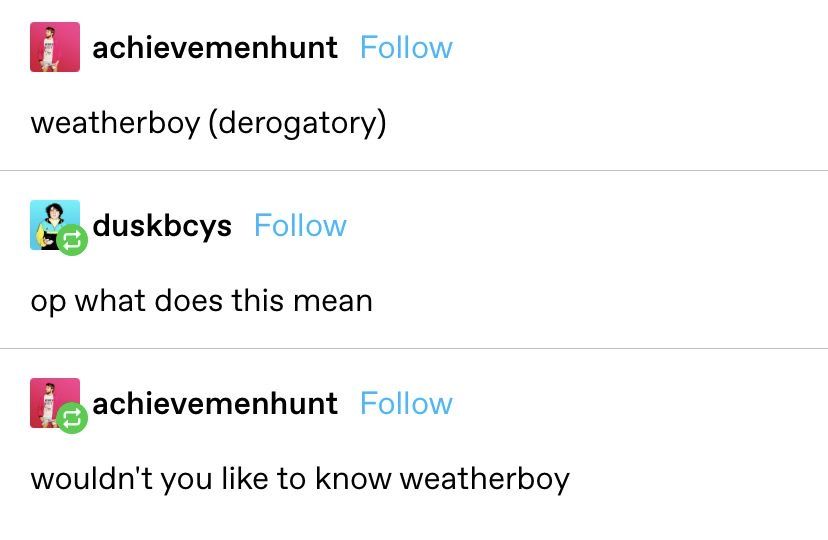 achievemenhunt Follow
weatherboy (derogatory)
duskbcys Follow
op what does this mean
achievemenhunt Follow
wouldn't you like to know weatherboy